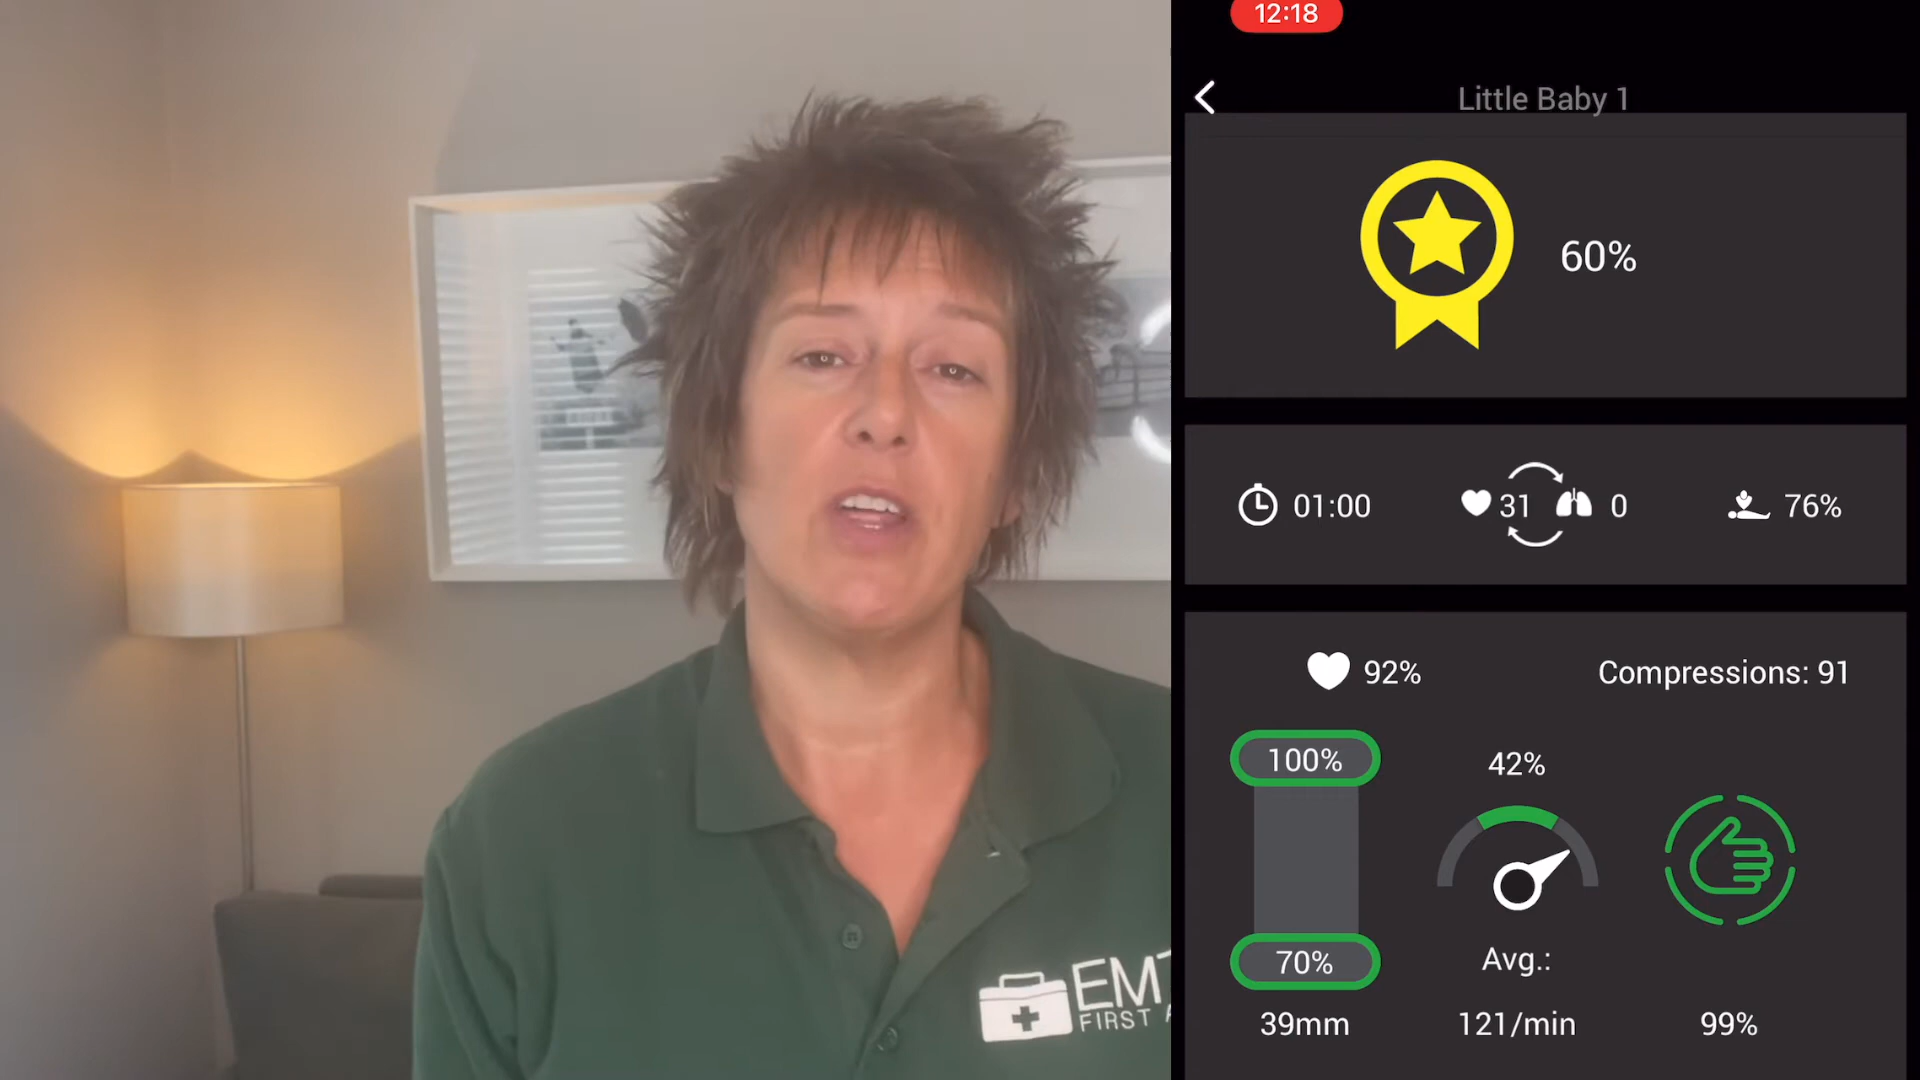 12:18
Little Baby 1
60%
01:00
31
0
76%
92%
Compressions: 91
100%
42%
70%
Avg.:
39mm
121/min
99%
EMT
FIRST A